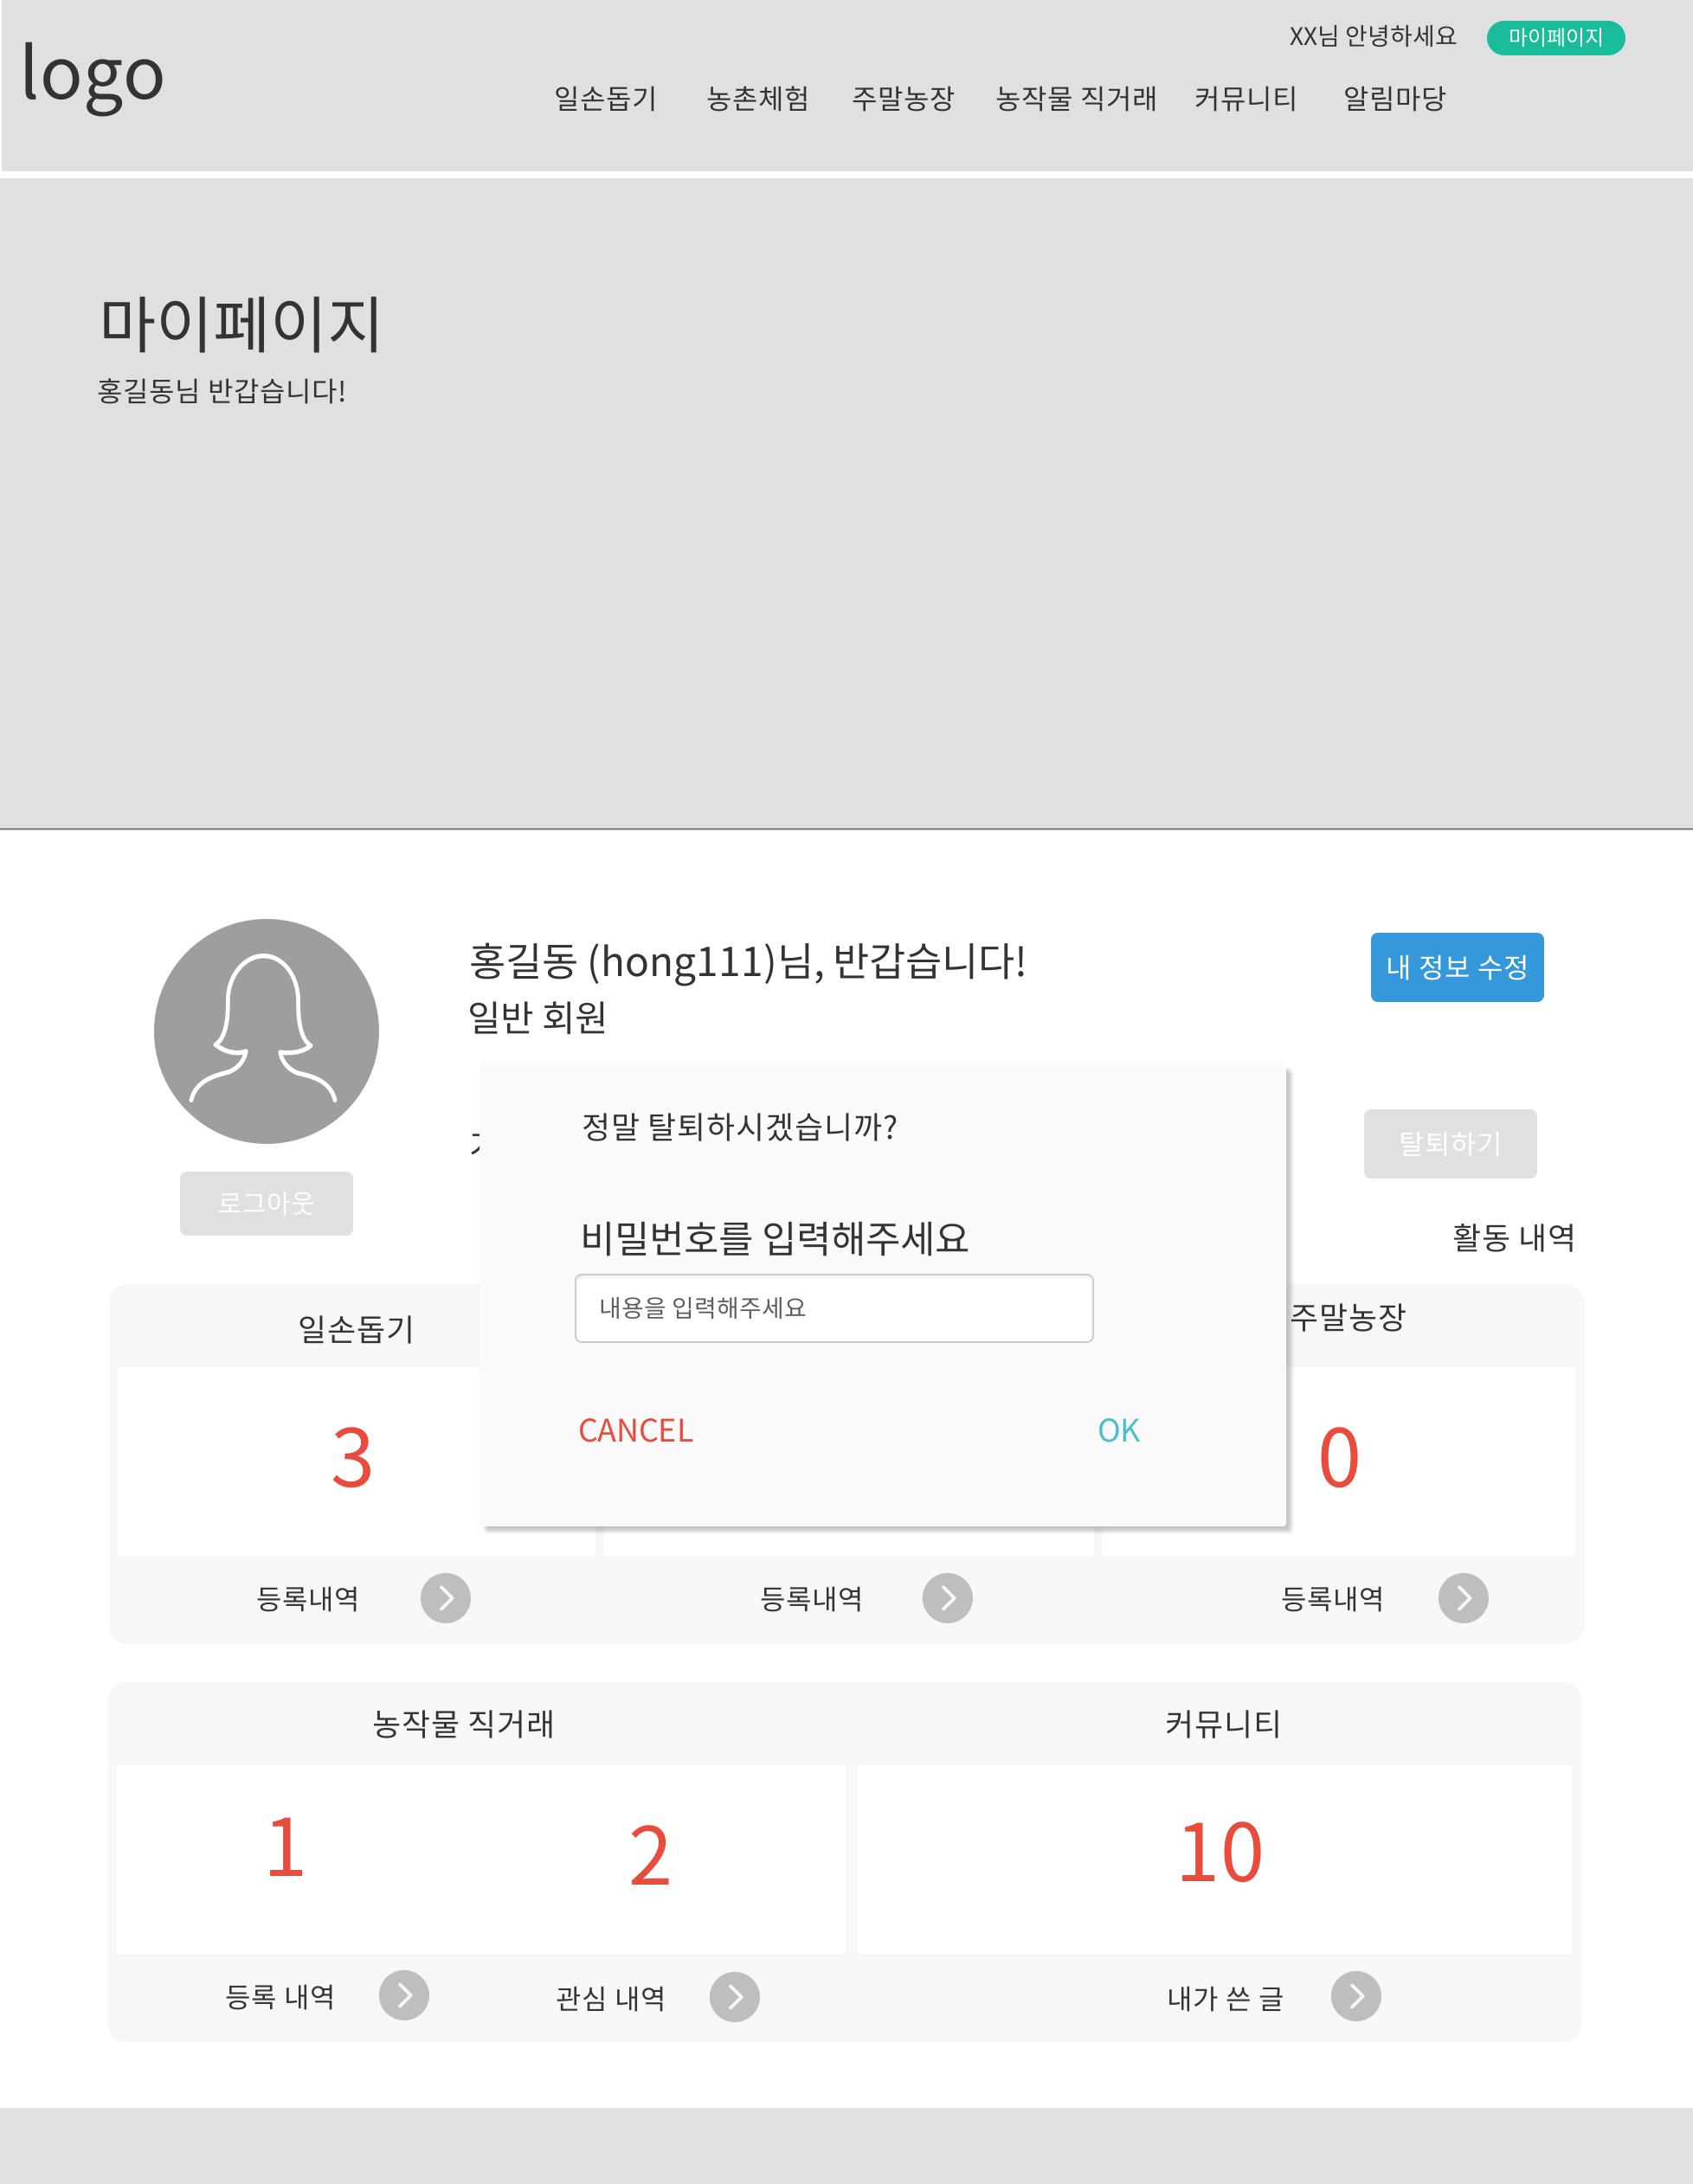 logo
XX님 안녕하세요
마이페이지
일손돕기 농촌체험 주말농장 농작물 직거래 커뮤니티 알림마당
마이페이지
홍길동님 반갑습니다!
홍길동 (hong111)님, 반갑습니다!
일반 회원
내 정보 수정
정말 탈퇴하시겠습니까?
탈퇴하기
로그아웃
비밀번호를 입력해주세요
활동 내역
내용을 입력해주세요
일손돕기
주말농장
CANCEL OK
3
0
등록내역 등록내역 등록내역
농작물 직거래 커뮤니티
1 2 10
등록 내역 관심 내역 내가 쓴 글